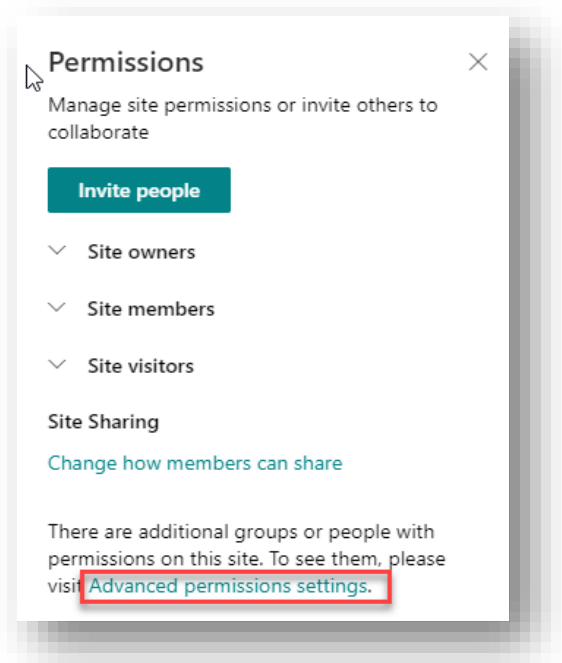 Permissions
Manage site permissions or invite others to
collaborate
Invite people
Site owners
Site members
Site visitors
Site Sharing
Change how members can share
There are additional groups or people with
permissions on this site. To see them, please
visit Advanced permissions settings.